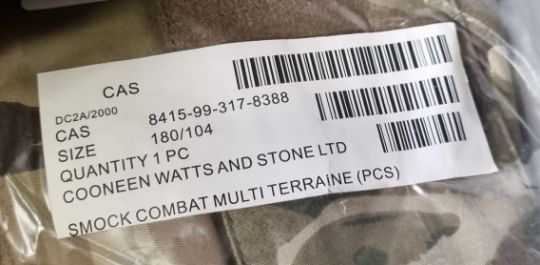 CAS
DC2A/2000
CAS 8415-99-317-8388
SIZE 180/104
QUANTITY 1 PC
COONEEN WATTS AND STONE LTD
SMOCK COMBAT MULTI TERRAINE (PCS)